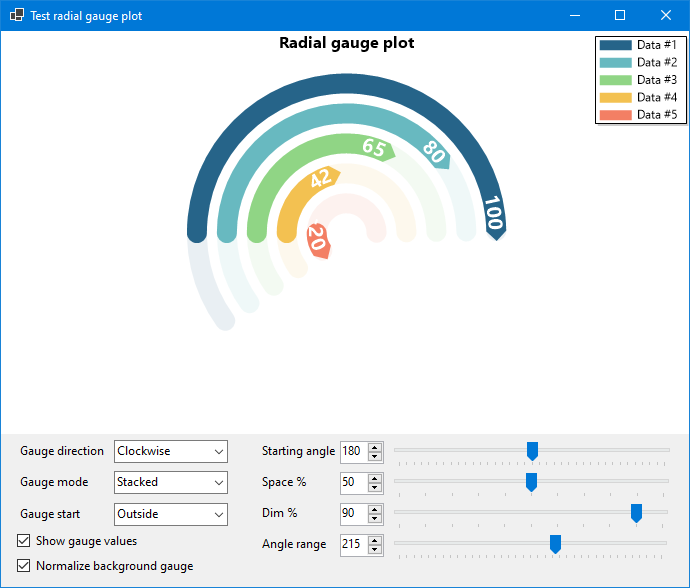 Test radial gauge plot
Radial gauge plot
Data #1
Data #2
Data #3
Data #4
Data #5
65
80
42
100
20
Gauge direction Clockwise Starting angle 180
Gauge mode Stacked Space % 50
Gauge start Outside Dim % 90
Show gauge values Angle range 215
Normalize background gauge